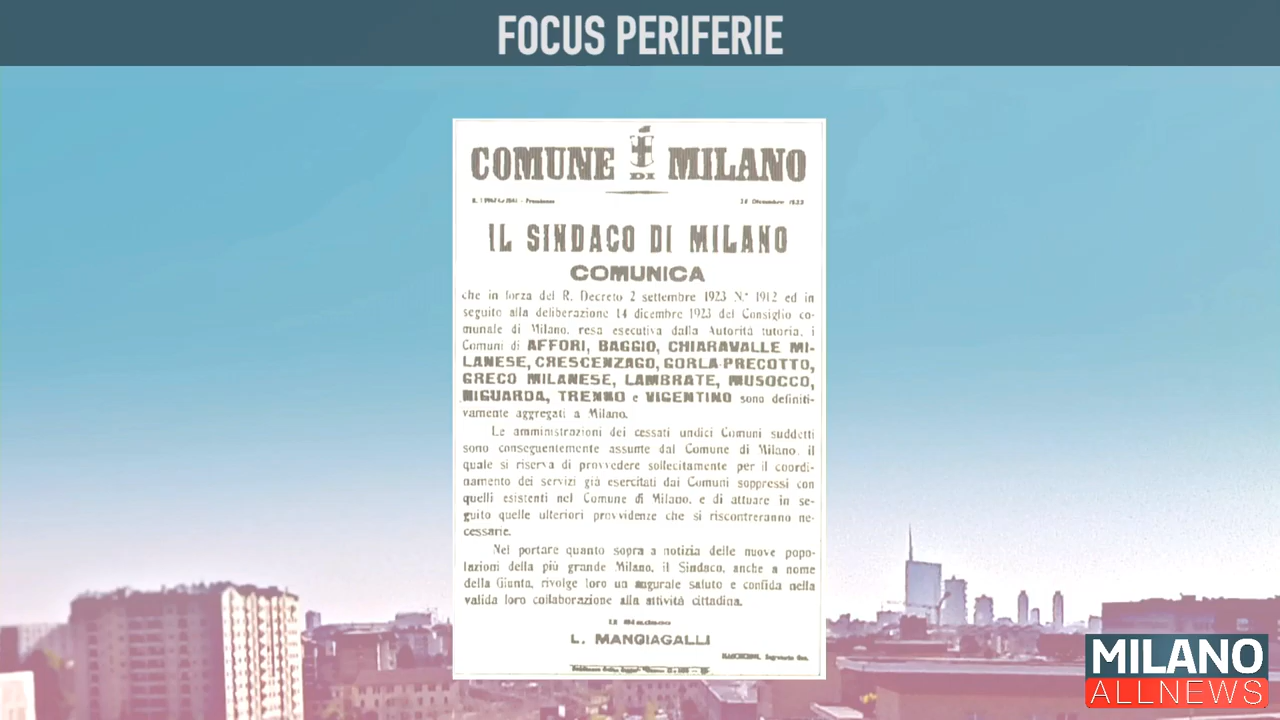 FOCUS PERIFERIE
COMUNE DI MILANO
IL SINDACO DI MILANO
COMUNICA
che in forza del R. Decreto 2 settembre 1923 N.° 1912 ed in
seguito alla deliberazione 14 dicembre 1923 del Consiglio co-
munale di Milano, resa esecutiva dalla Autorità tutoria, i
Comuni di AFFORI, BAGGIO, CHIARAVALLE MI-
LANESE, CRESCENZAGO, GORLA-PRECOTTO,
GRECO MILANESE, LAMBRATE, MUSOCCO,
NIGUARDA, TRENNO e VIGENTINO sono definiti-
vamente aggregati a Milano.
Le amministrazioni dei cessati undici Comuni suddetti
sono conseguentemente assunte dal Comune di Milano, il
quale si riserva di provvedere sollecitamente per il coordi-
namento dei servizi già esercitati dai Comuni soppressi con
quelli esistenti nel Comune di Milano, e di attuare in se-
guito quelle ulteriori provvidenze che si riscontreranno ne-
cessarie.
Nel portare quanto sopra a notizia delle nuove popo-
lazioni della più grande Milano, il Sindaco, anche a nome
della Giunta, rivolge loro un augurale saluto e confida nella
valida loro collaborazione alla attività cittadina.
Il Sindaco
L. MANGIAGALLI
MILANO
ALLNEWS